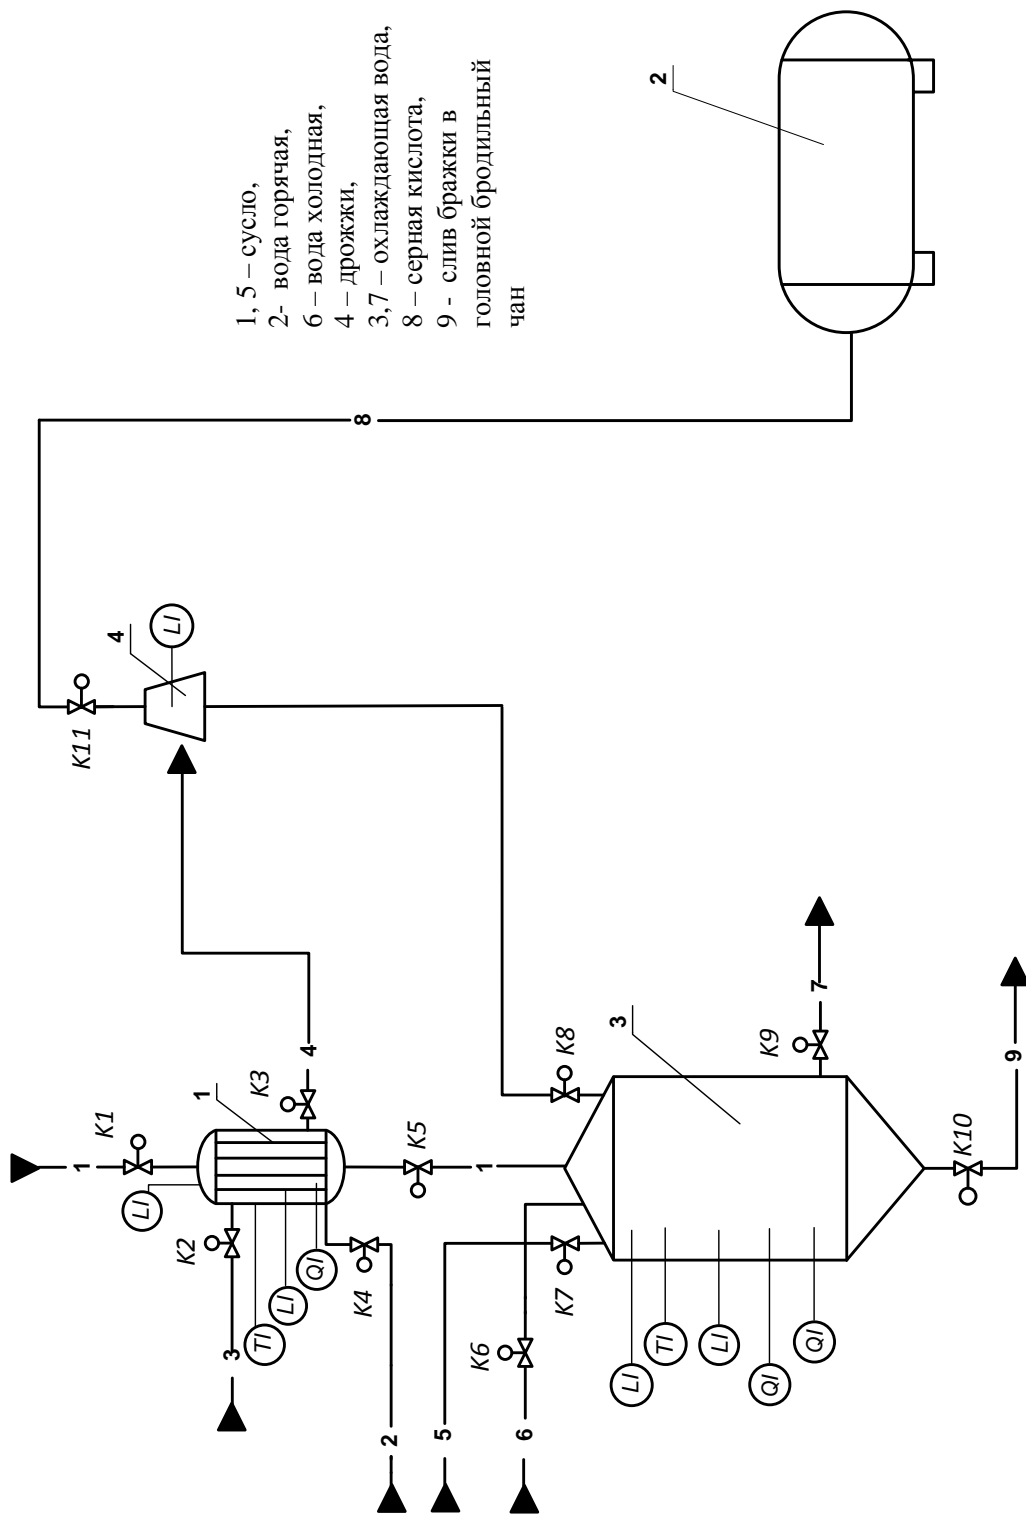 1, 5 – сусло,
2- вода горячая,
6 – вода холодная,
4 – дрожжи,
3,7 – охлаждающая вода,
8 – серная кислота,
9 - слив бражки в
головной бродильный
чан
1
K1
LI
K2
3
TI
LI
QI
1
K3
4
K4
2
K5
1
K11
4
LI
8
2
5
6
K6
K7
K8
3
LI
TI
LI
QI
QI
K9
7
K10
9